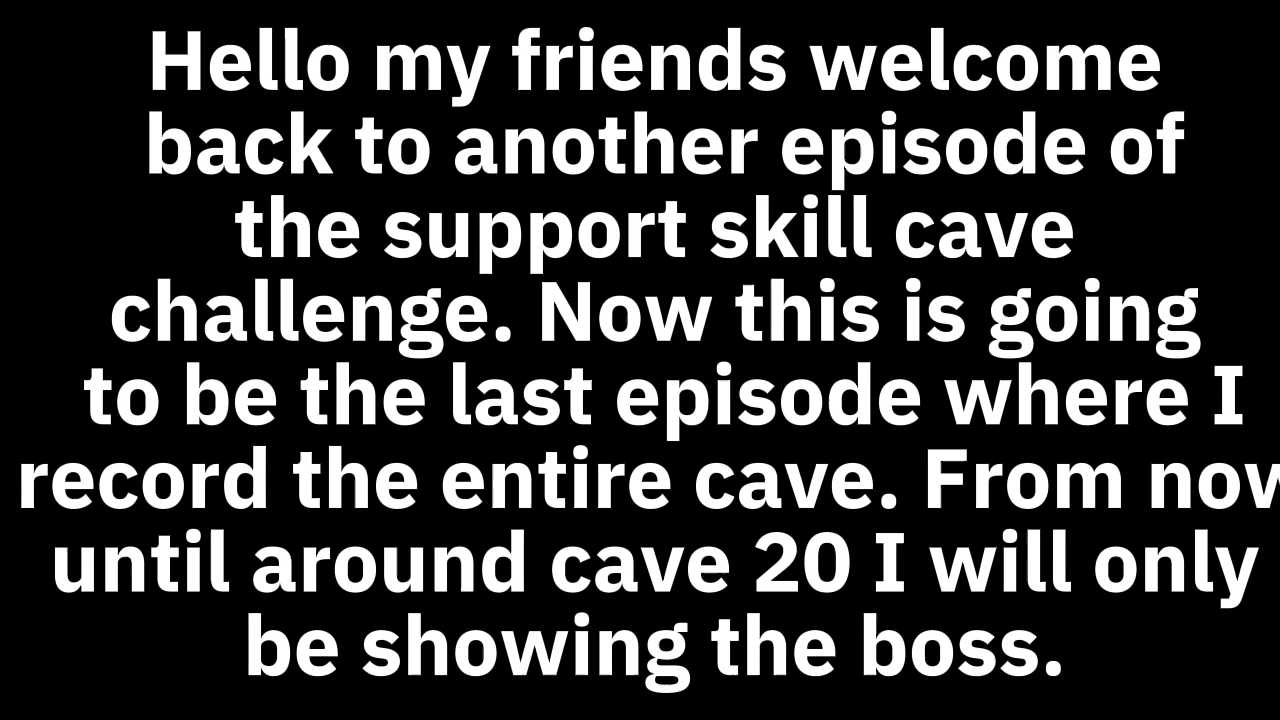 Hello my friends welcome
back to another episode of
the support skill cave
challenge. Now this is going
to be the last episode where I
record the entire cave. From now
until around cave 20 I will only
be showing the boss.